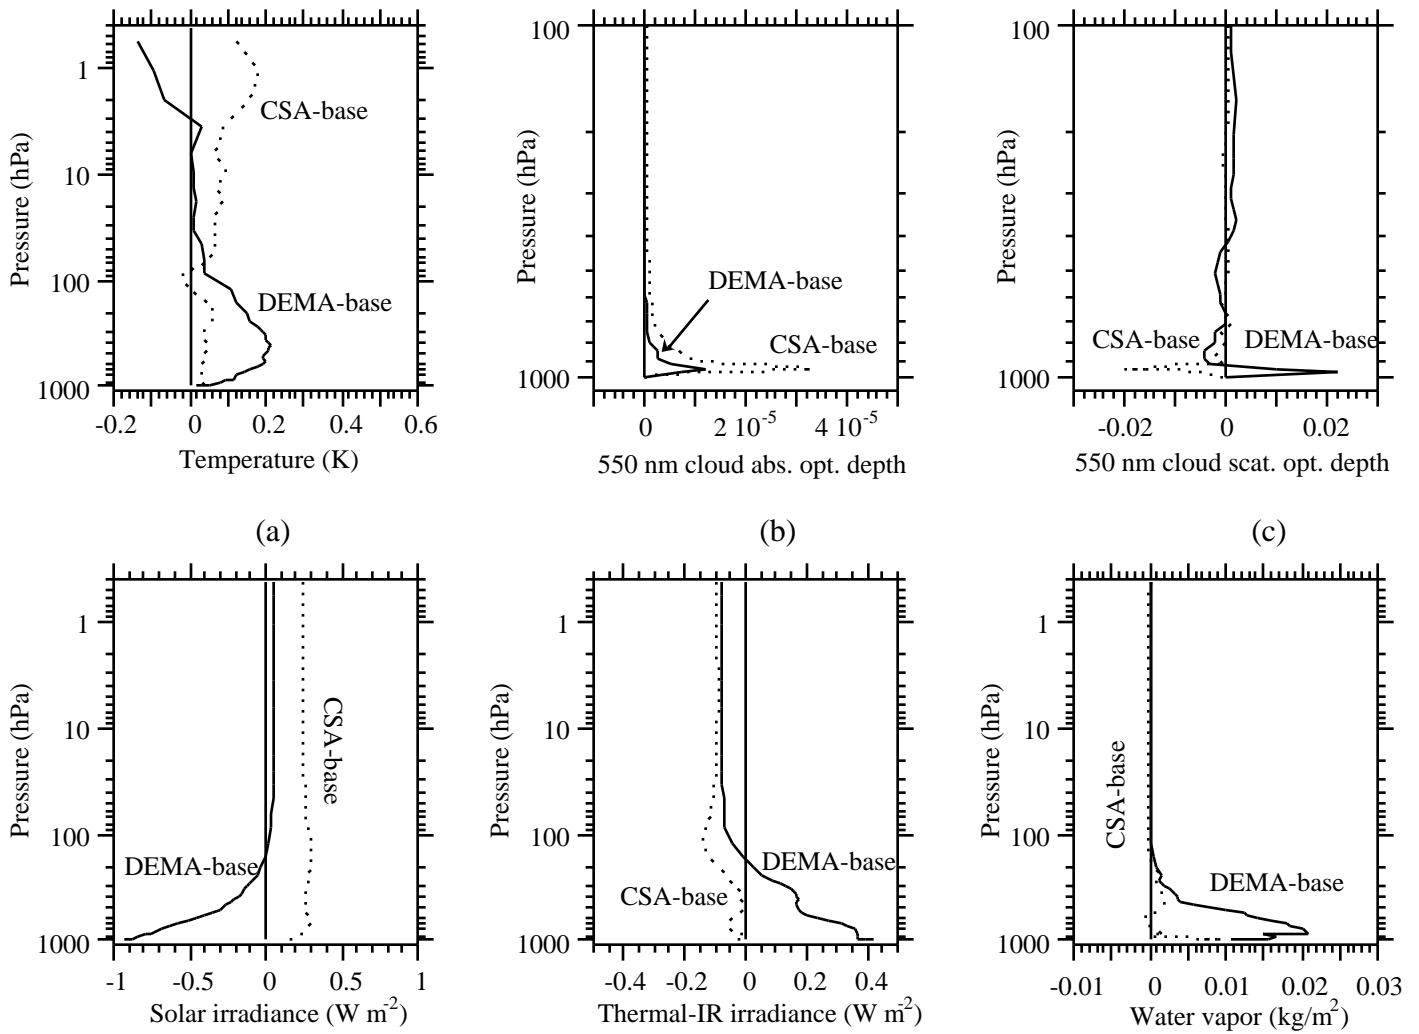 1
10
100
1000
Pressure (hPa)
CSA-base
DEMA-base
-0.2 0 0.2 0.4 0.6
Temperature (K)
100
1000
Pressure (hPa)
DEMA-base
CSA-base
0 2 10^-5 4 10^-5
550 nm cloud abs. opt. depth
100
1000
Pressure (hPa)
CSA-base DEMA-base
-0.02 0 0.02
550 nm cloud scat. opt. depth
(a) (b) (c)
1
10
100
1000
Pressure (hPa)
CSA-base
DEMA-base
-1 -0.5 0 0.5 1
Solar irradiance (W m^-2)
1
10
100
1000
Pressure (hPa)
DEMA-base
CSA-base
-0.4 -0.2 0 0.2 0.4
Thermal-IR irradiance (W m^-2)
1
10
100
1000
Pressure (hPa)
CSA-base
DEMA-base
-0.01 0 0.01 0.02 0.03
Water vapor (kg/m^2)